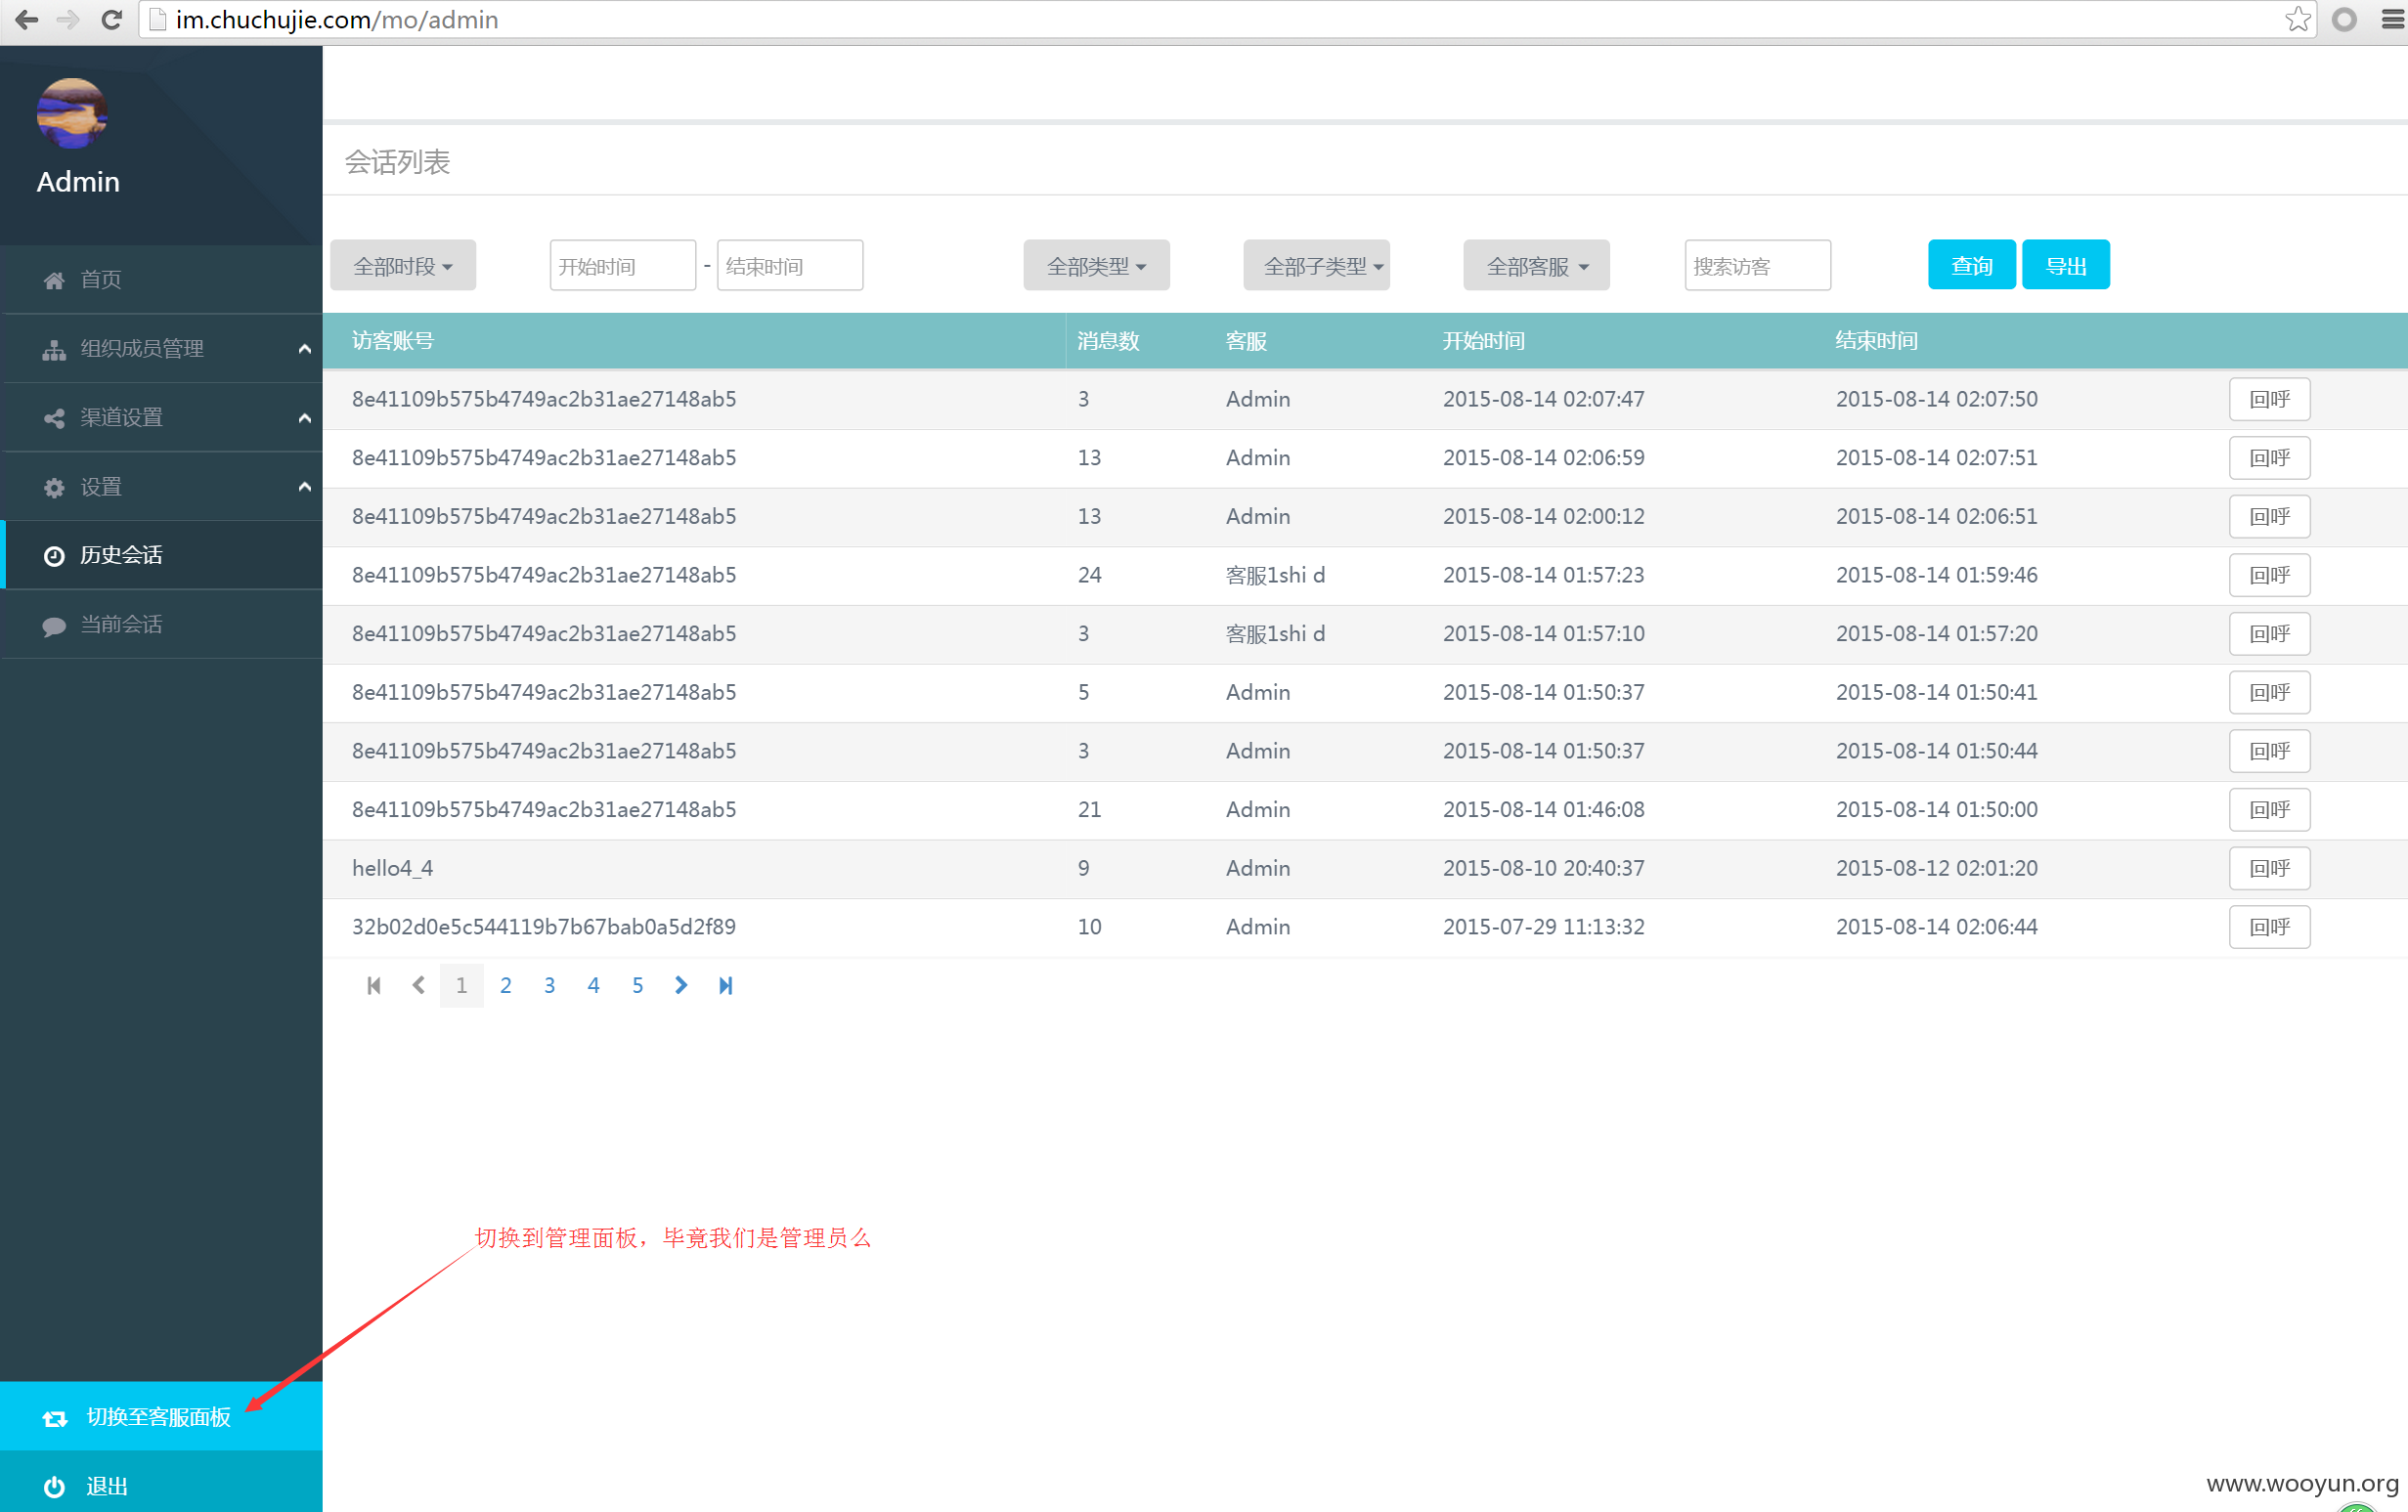 im.chuchujie.com/mo/admin
Admin
首页
组织成员管理
渠道设置
设置
历史会话
当前会话
切换至客服面板
退出
会话列表
全部时段 开始时间 - 结束时间 全部类型 全部子类型 全部客服 搜索访客 查询 导出
访客账号 消息数 客服 开始时间 结束时间
8e41109b575b4749ac2b31ae27148ab5 3 Admin 2015-08-14 02:07:47 2015-08-14 02:07:50 回呼
8e41109b575b4749ac2b31ae27148ab5 13 Admin 2015-08-14 02:06:59 2015-08-14 02:07:51 回呼
8e41109b575b4749ac2b31ae27148ab5 13 Admin 2015-08-14 02:00:12 2015-08-14 02:06:51 回呼
8e41109b575b4749ac2b31ae27148ab5 24 客服1shi d 2015-08-14 01:57:23 2015-08-14 01:59:46 回呼
8e41109b575b4749ac2b31ae27148ab5 3 客服1shi d 2015-08-14 01:57:10 2015-08-14 01:57:20 回呼
8e41109b575b4749ac2b31ae27148ab5 5 Admin 2015-08-14 01:50:37 2015-08-14 01:50:41 回呼
8e41109b575b4749ac2b31ae27148ab5 3 Admin 2015-08-14 01:50:37 2015-08-14 01:50:44 回呼
8e41109b575b4749ac2b31ae27148ab5 21 Admin 2015-08-14 01:46:08 2015-08-14 01:50:00 回呼
hello4_4 9 Admin 2015-08-10 20:40:37 2015-08-12 02:01:20 回呼
32b02d0e5c544119b7b67bab0a5d2f89 10 Admin 2015-07-29 11:13:32 2015-08-14 02:06:44 回呼
1 2 3 4 5
切换到管理面板，毕竟我们是管理员么
www.wooyun.org